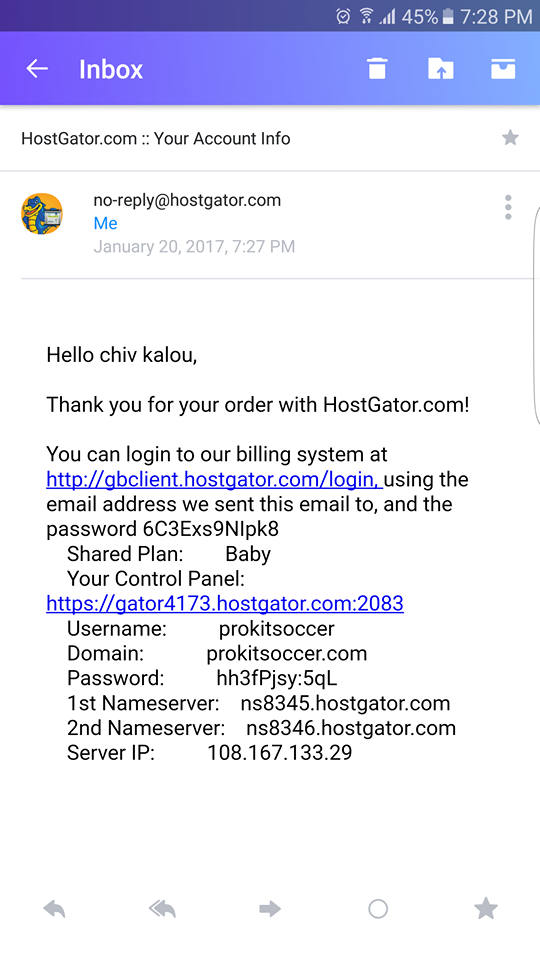 45% 7:28 PM
Inbox
HostGator.com :: Your Account Info
no-reply@hostgator.com
Me
January 20, 2017, 7:27 PM
Hello chiv kalou,
Thank you for your order with HostGator.com!
You can login to our billing system at
http://gbclient.hostgator.com/login, using the
email address we sent this email to, and the
password 6C3Exs9NIpk8
Shared Plan: Baby
Your Control Panel:
https://gator4173.hostgator.com:2083
Username: prokitsoccer
Domain: prokitsoccer.com
Password: hh3fPjsy:5qL
1st Nameserver: ns8345.hostgator.com
2nd Nameserver: ns8346.hostgator.com
Server IP: 108.167.133.29